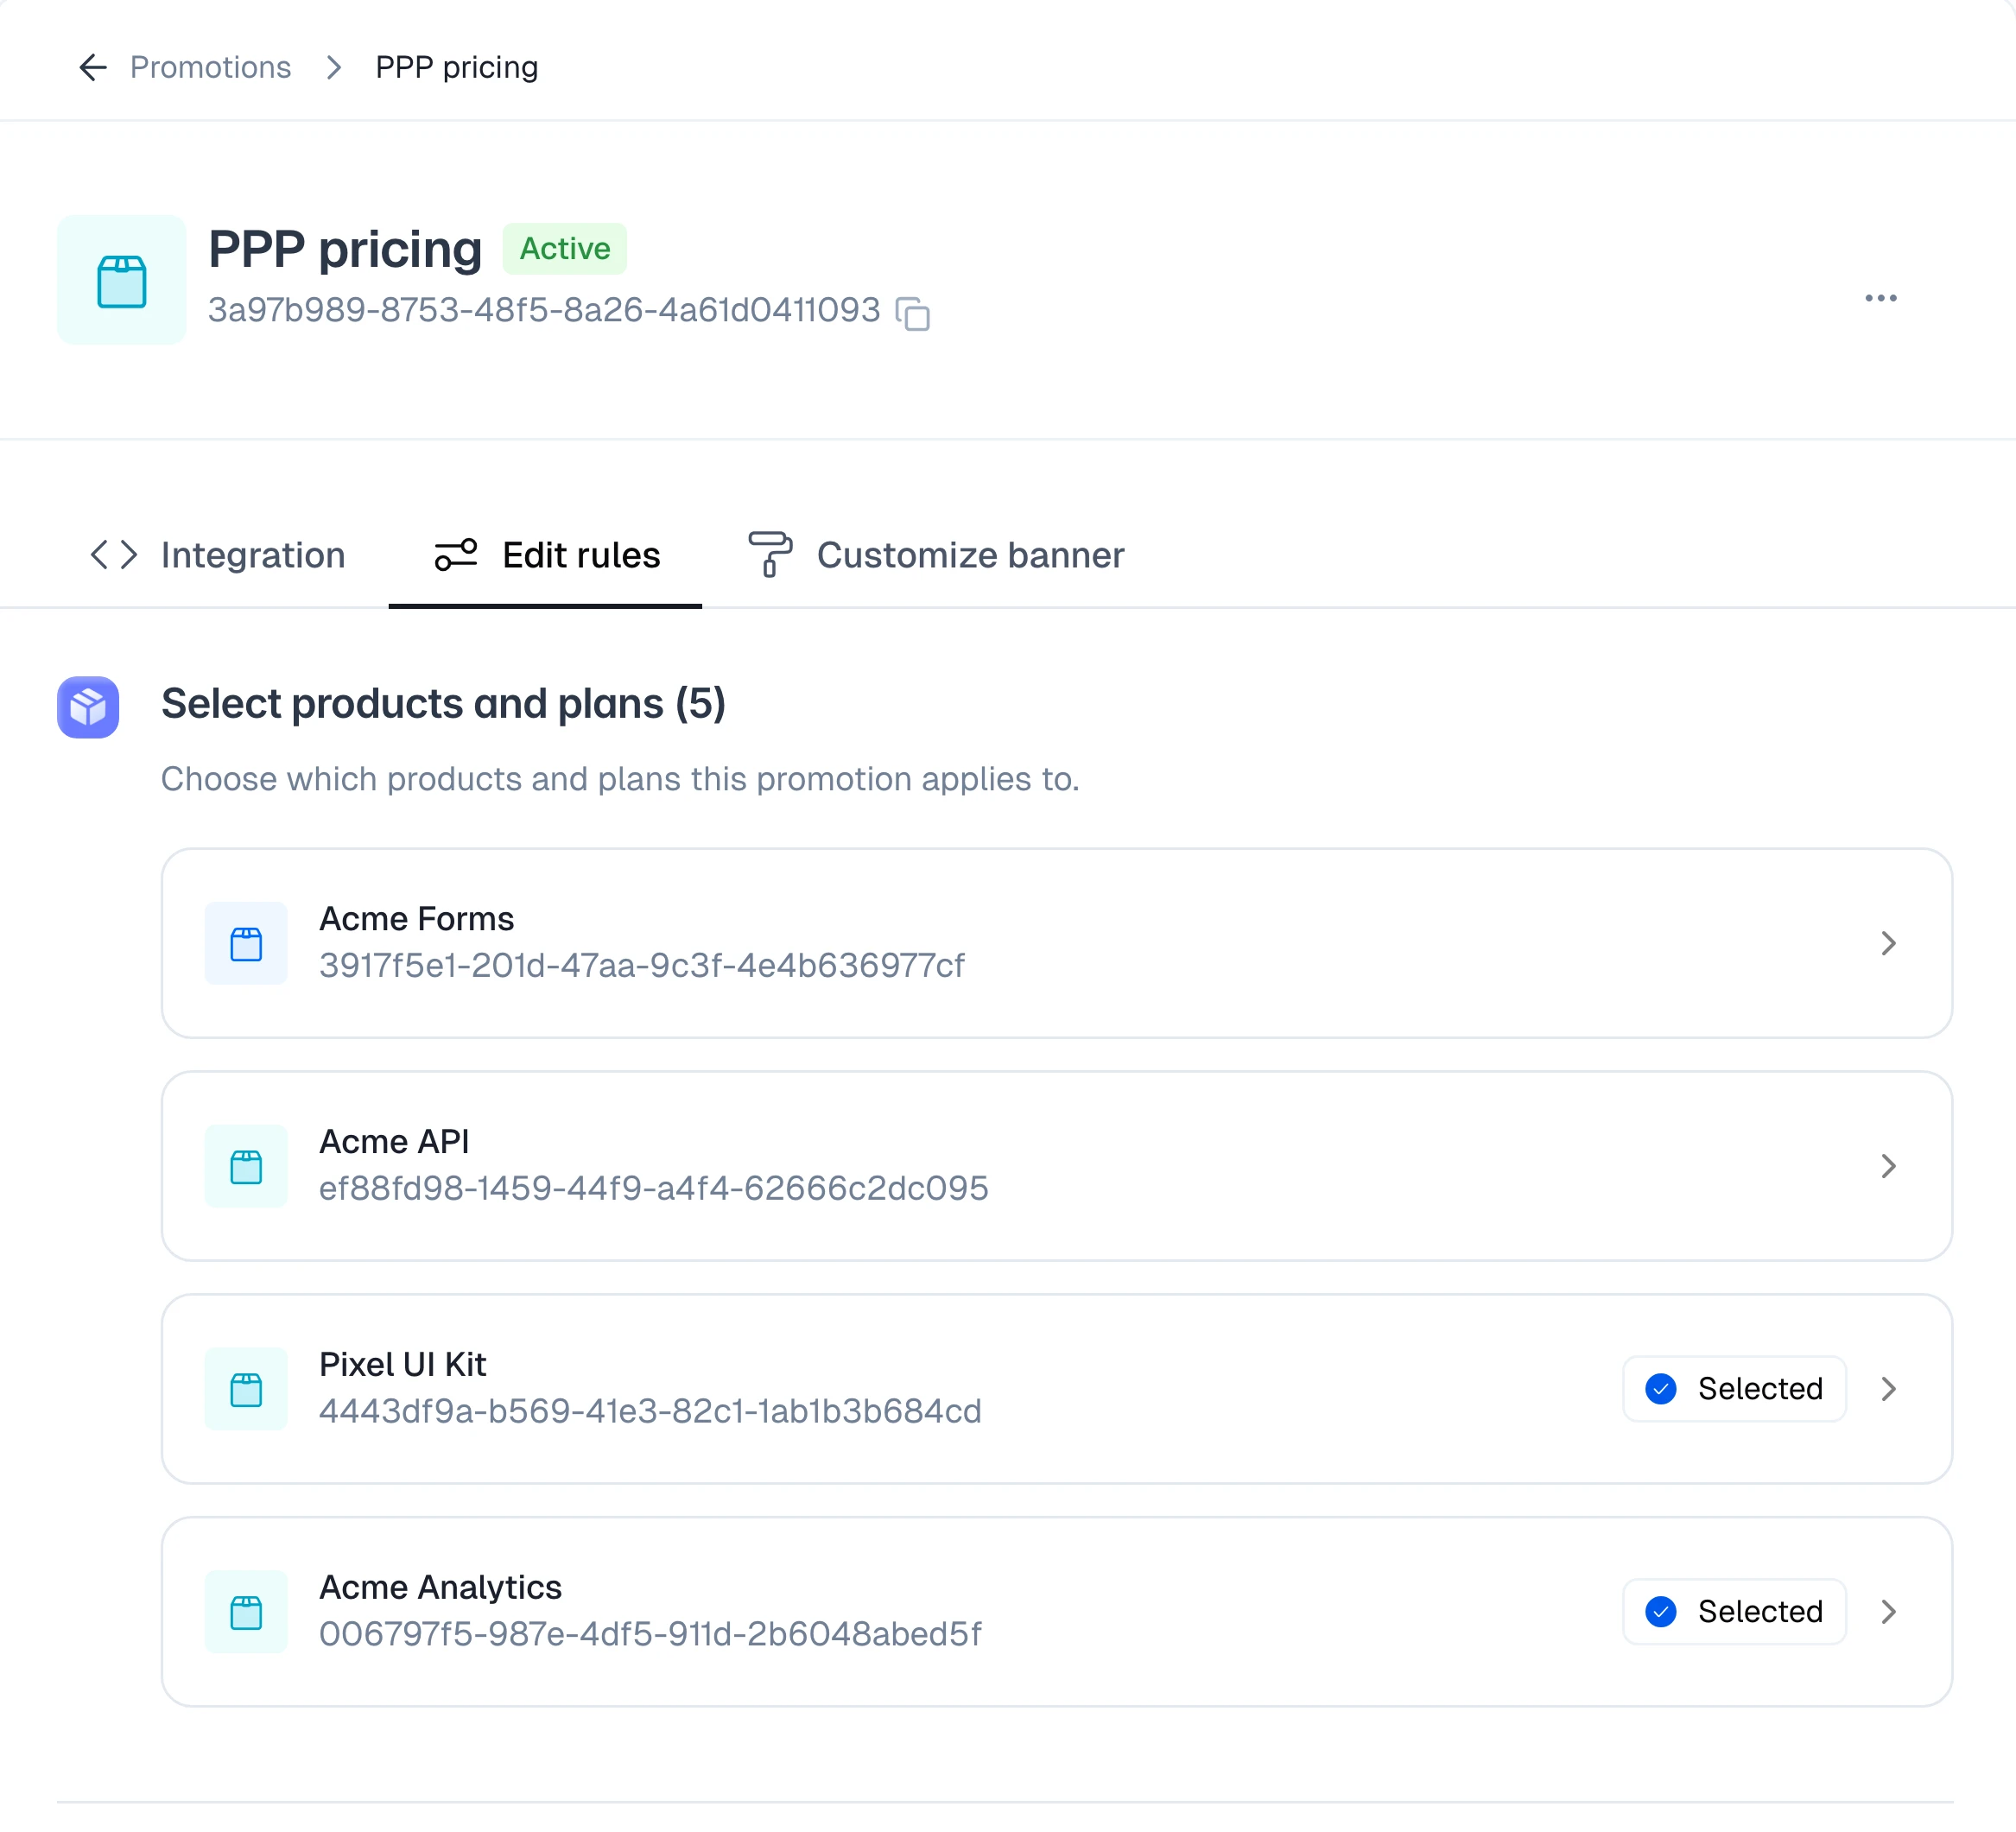 Promotions > PPP pricing
PPP pricing Active
3a97b989-8753-48f5-8a26-4a61d0411093
Integration Edit rules Customize banner
Select products and plans (5)
Choose which products and plans this promotion applies to.
Acme Forms
3917f5e1-201d-47aa-9c3f-4e4b636977cf
Acme API
ef88fd98-1459-44f9-a4f4-62666c2dc095
Pixel UI Kit
4443df9a-b569-41e3-82c1-1ab1b3b684cd
Selected
Acme Analytics
006797f5-987e-4df5-911d-2b6048abed5f
Selected